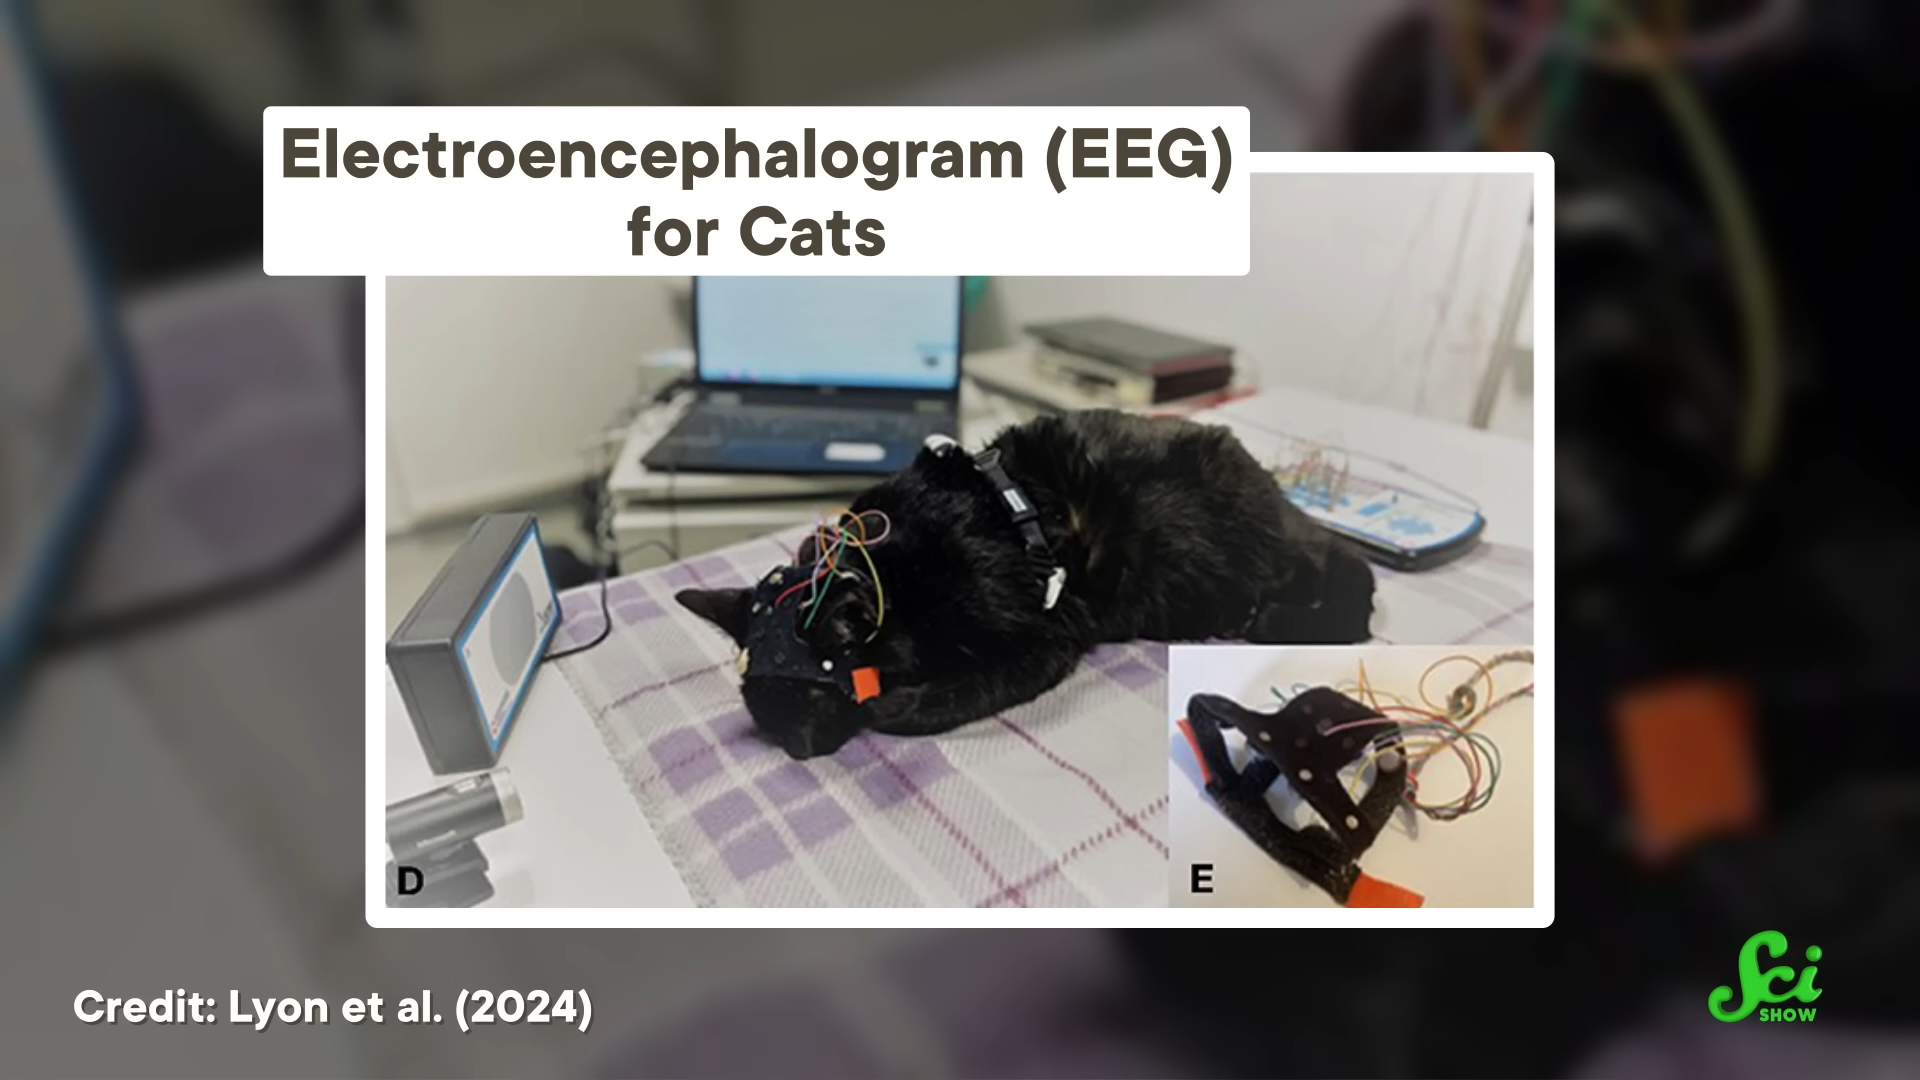 Electroencephalogram (EEG)
for Cats
D
E
Credit: Lyon et al. (2024)
Sci
SHOW